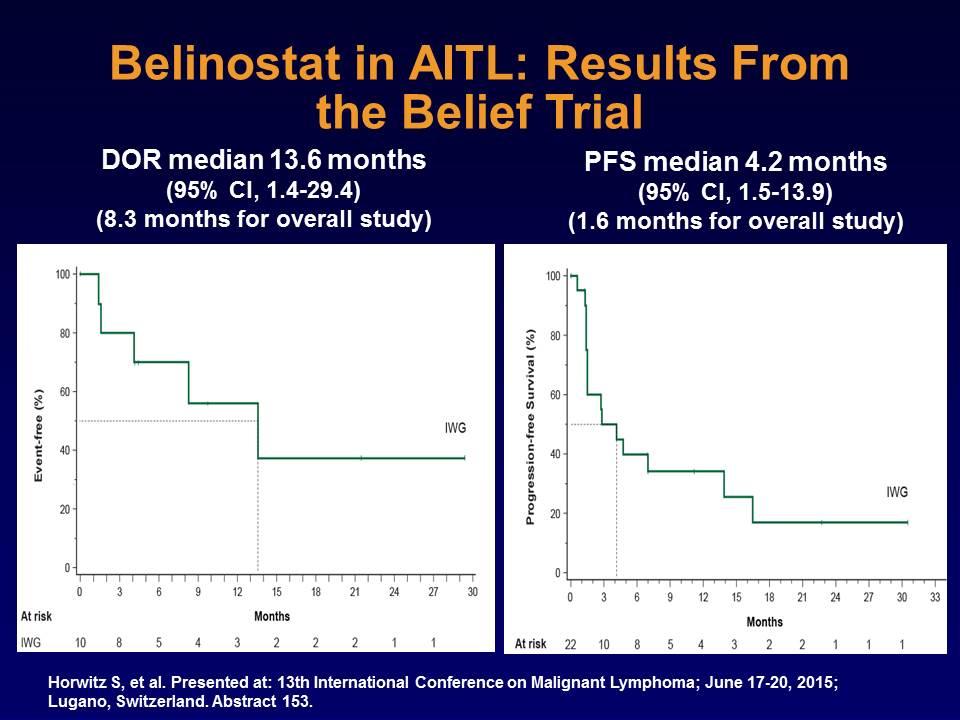 Belinostat in AITL: Results From
the Belief Trial
DOR median 13.6 months
(95% CI, 1.4-29.4)
(8.3 months for overall study)
PFS median 4.2 months
(95% CI, 1.5-13.9)
(1.6 months for overall study)
Event-free (%)
100
80
60
40
20
0
IWG
0 3 6 9 12 15 18 21 24 27 30
At risk Months
IWG 10 8 5 4 3 2 2 2 1 1
Progression-free Survival (%)
100
80
60
40
20
0
IWG
0 3 6 9 12 15 18 21 24 27 30 33
Months
At risk 22 10 8 5 4 3 2 2 1 1 1
Horwitz S, et al. Presented at: 13th International Conference on Malignant Lymphoma; June 17-20, 2015;
Lugano, Switzerland. Abstract 153.